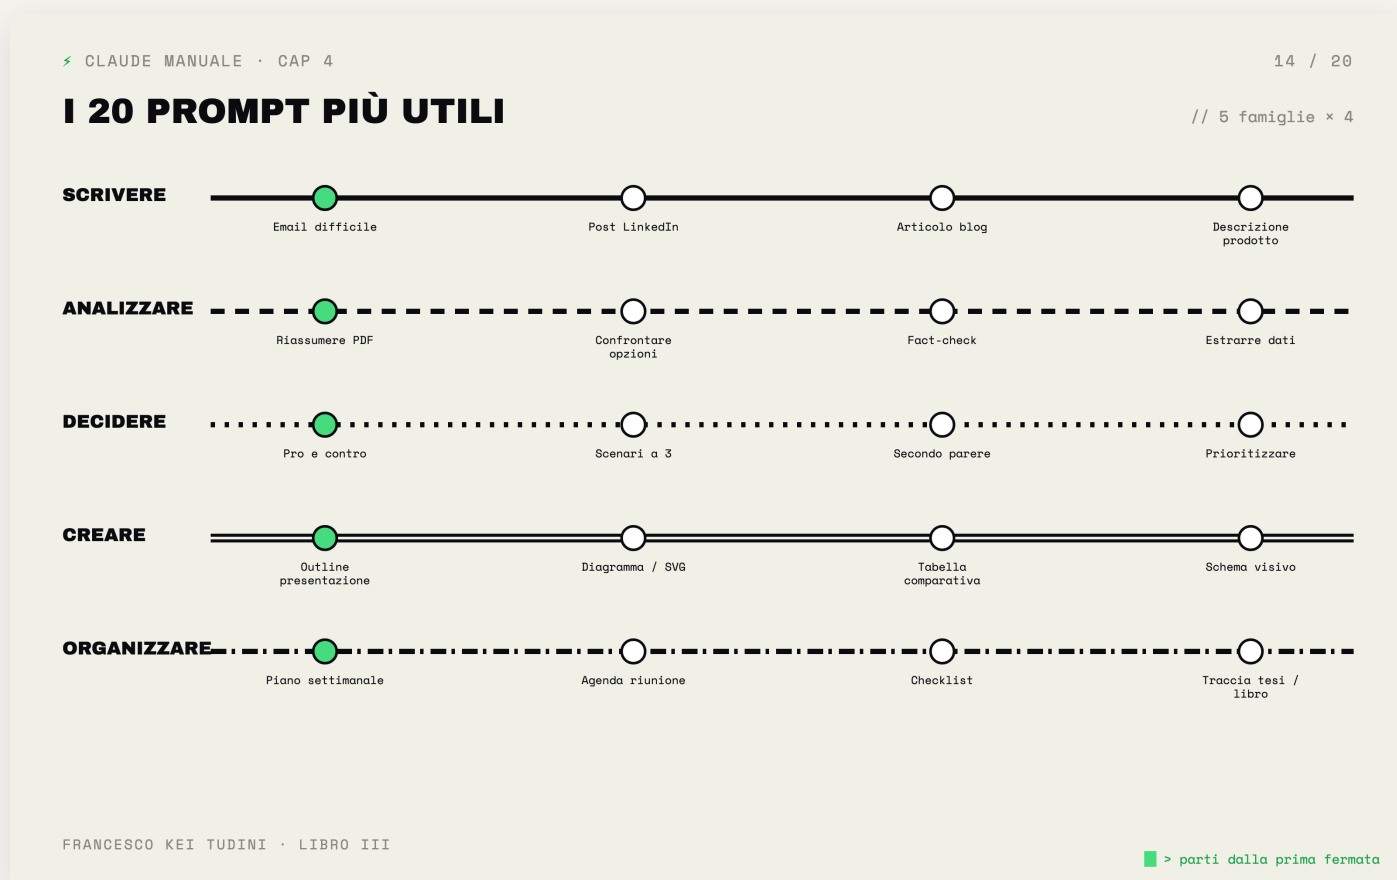 ⚡ CLAUDE MANUALE · CAP 4
14 / 20
I 20 PROMPT PIÙ UTILI
// 5 famiglie × 4
SCRIVERE
Email difficile
Post LinkedIn
Articolo blog
Descrizione
prodotto
ANALIZZARE
Riassumere PDF
Confrontare
opzioni
Fact-check
Estrarre dati
DECIDERE
Pro e contro
Scenari a 3
Secondo parere
Prioritizzare
CREARE
Outline
presentazione
Diagramma / SVG
Tabella
comparativa
Schema visivo
ORGANIZZARE
Piano settimanale
Agenda riunione
Checklist
Traccia tesi /
libro
FRANCESCO KEI TUDINI · LIBRO III
> parti dalla prima fermata